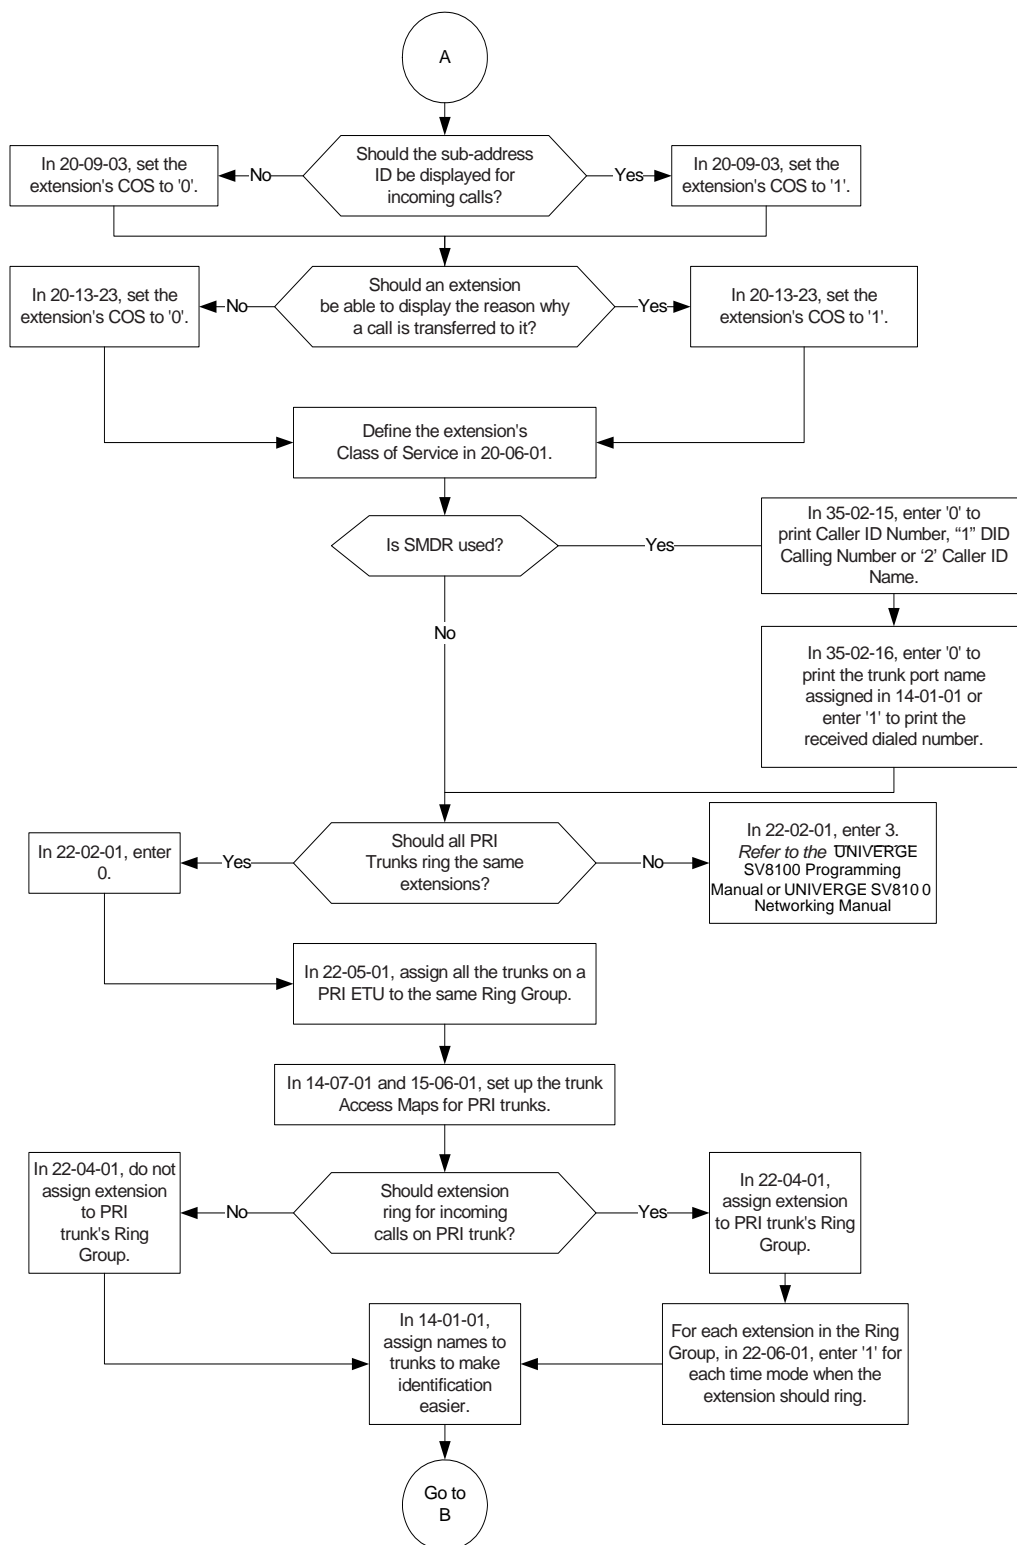 A
Should the sub-address
ID be displayed for
incoming calls?
No
Yes
In 20-09-03, set the
extension's COS to '0'.
In 20-09-03, set the
extension's COS to '1'.
Should an extension
be able to display the reason why
a call is transferred to it?
No
Yes
In 20-13-23, set the
extension's COS to '0'.
In 20-13-23, set the
extension's COS to '1'.
Define the extension's
Class of Service in 20-06-01.
Is SMDR used?
Yes
No
In 35-02-15, enter '0' to
print Caller ID Number, “1” DID
Calling Number or ‘2’ Caller ID
Name.
In 35-02-16, enter '0' to
print the trunk port name
assigned in 14-01-01 or
enter '1' to print the
received dialed number.
Should all PRI
Trunks ring the same
extensions?
Yes
No
In 22-02-01, enter
0.
In 22-02-01, enter 3.
Refer to the UNIVERGE
SV8100 Programming
Manual or UNIVERGE SV810 0
Networking Manual
In 22-05-01, assign all the trunks on a
PRI ETU to the same Ring Group.
In 14-07-01 and 15-06-01, set up the trunk
Access Maps for PRI trunks.
Should extension
ring for incoming
calls on PRI trunk?
No
Yes
In 22-04-01, do not
assign extension
to PRI
trunk's Ring
Group.
In 22-04-01,
assign extension
to PRI trunk's Ring
Group.
For each extension in the Ring
Group, in 22-06-01, enter '1' for
each time mode when the
extension should ring.
In 14-01-01,
assign names to
trunks to make
identification
easier.
Go to
B